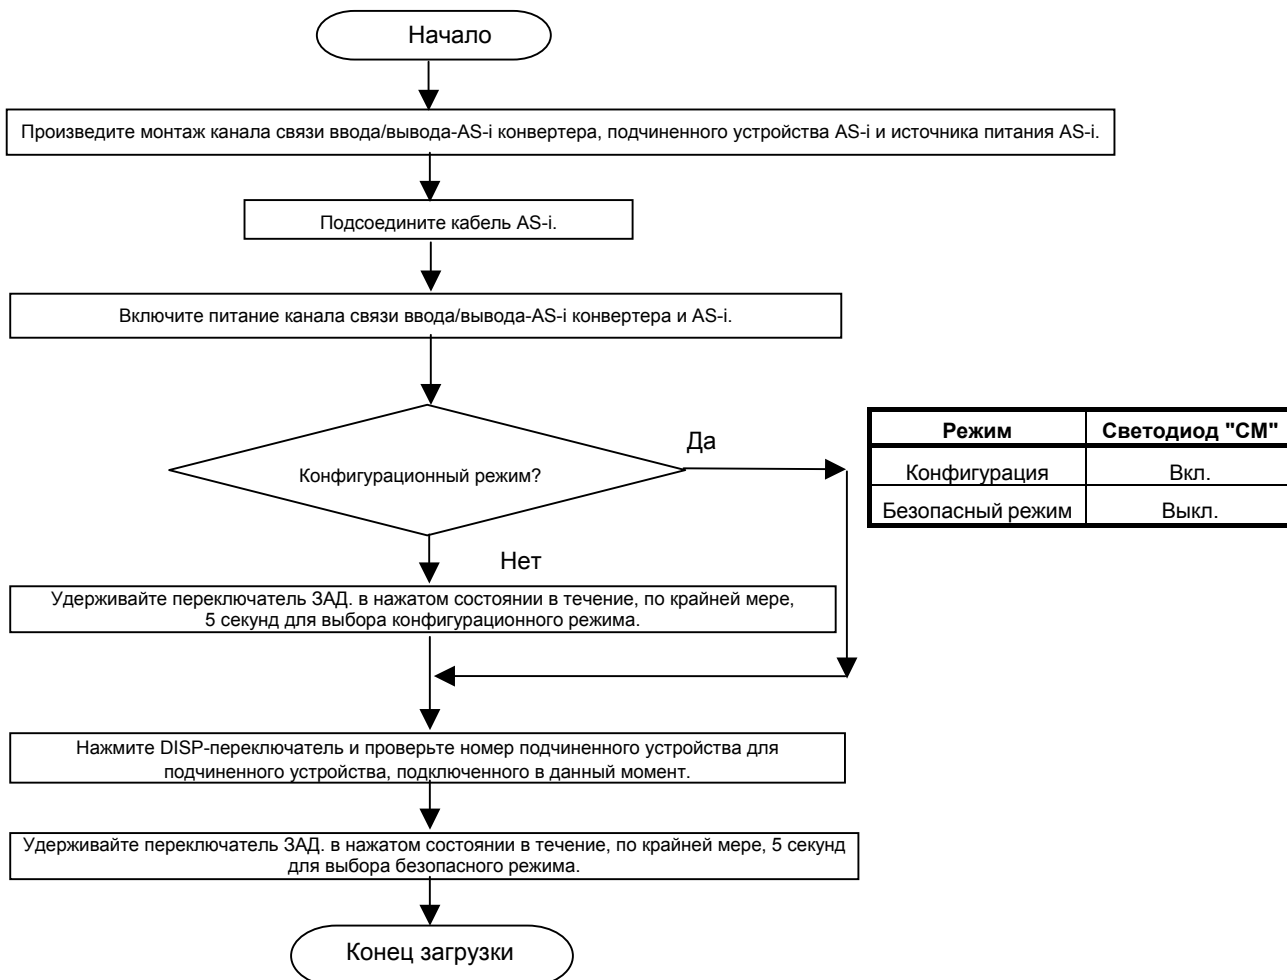 Начало
Произведите монтаж канала связи ввода/вывода-AS-i конвертера, подчиненного устройства AS-i и источника питания AS-i.
Подсоедините кабель AS-i.
Включите питание канала связи ввода/вывода-AS-i конвертера и AS-i.
Конфигурационный режим?
Да
Режим Светодиод "СМ"
Конфигурация Вкл.
Безопасный режим Выкл.
Нет
Удерживайте переключатель ЗАД. в нажатом состоянии в течение, по крайней мере,
5 секунд для выбора конфигурационного режима.
Нажмите DISP-переключатель и проверьте номер подчиненного устройства для
подчиненного устройства, подключенного в данный момент.
Удерживайте переключатель ЗАД. в нажатом состоянии в течение, по крайней мере, 5 секунд
для выбора безопасного режима.
Конец загрузки